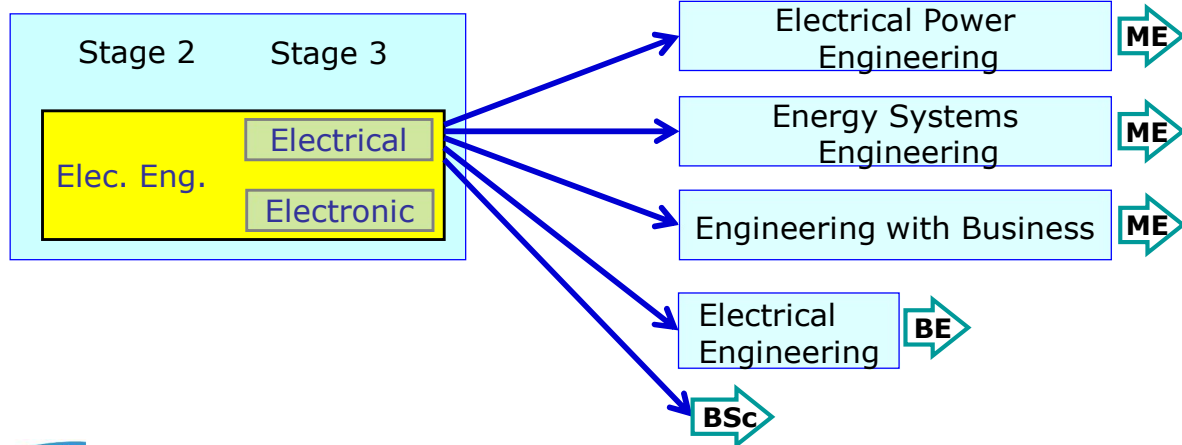 Stage 2
Stage 3
Elec. Eng.
Electrical
Electronic
Electrical Power
Engineering
ME
Energy Systems
Engineering
ME
Engineering with Business
ME
Electrical
Engineering
BE
BSc